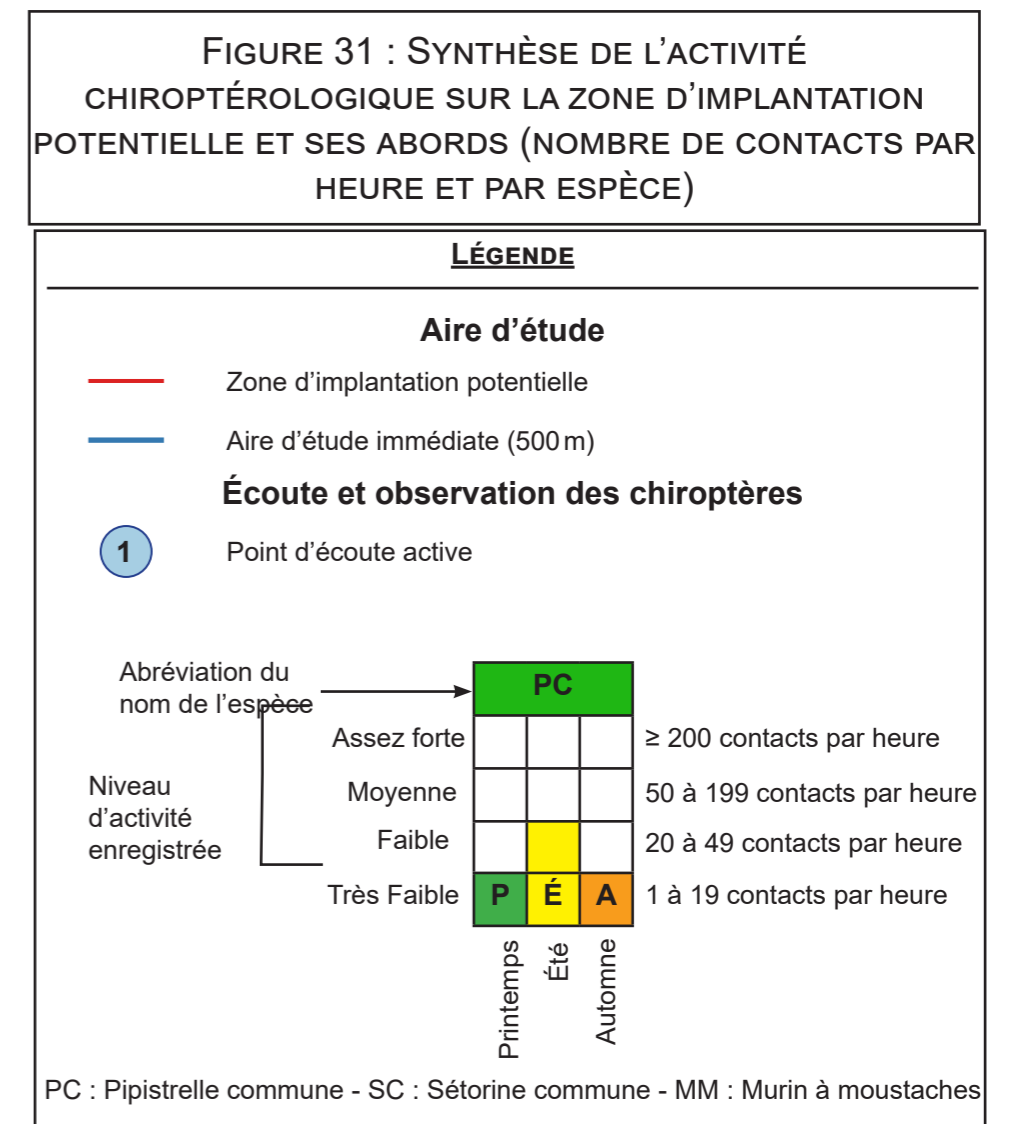 FIGURE 31 : SYNTHÈSE DE L'ACTIVITÉ
CHIROPTÉROLOGIQUE SUR LA ZONE D'IMPLANTATION
POTENTIELLE ET SES ABORDS (NOMBRE DE CONTACTS PAR
HEURE ET PAR ESPÈCE)
LÉGENDE
Aire d'étude
Zone d'implantation potentielle
Aire d'étude immédiate (500 m)
Écoute et observation des chiroptères
1 Point d'écoute active
Abréviation du
nom de l'espèce
PC
Assez forte ≥ 200 contacts par heure
Niveau
d'activité
enregistrée
Moyenne 50 à 199 contacts par heure
Faible 20 à 49 contacts par heure
Très Faible P É A 1 à 19 contacts par heure
Printemps
Été
Automne
PC : Pipistrelle commune - SC : Sétorine commune - MM : Murin à moustaches